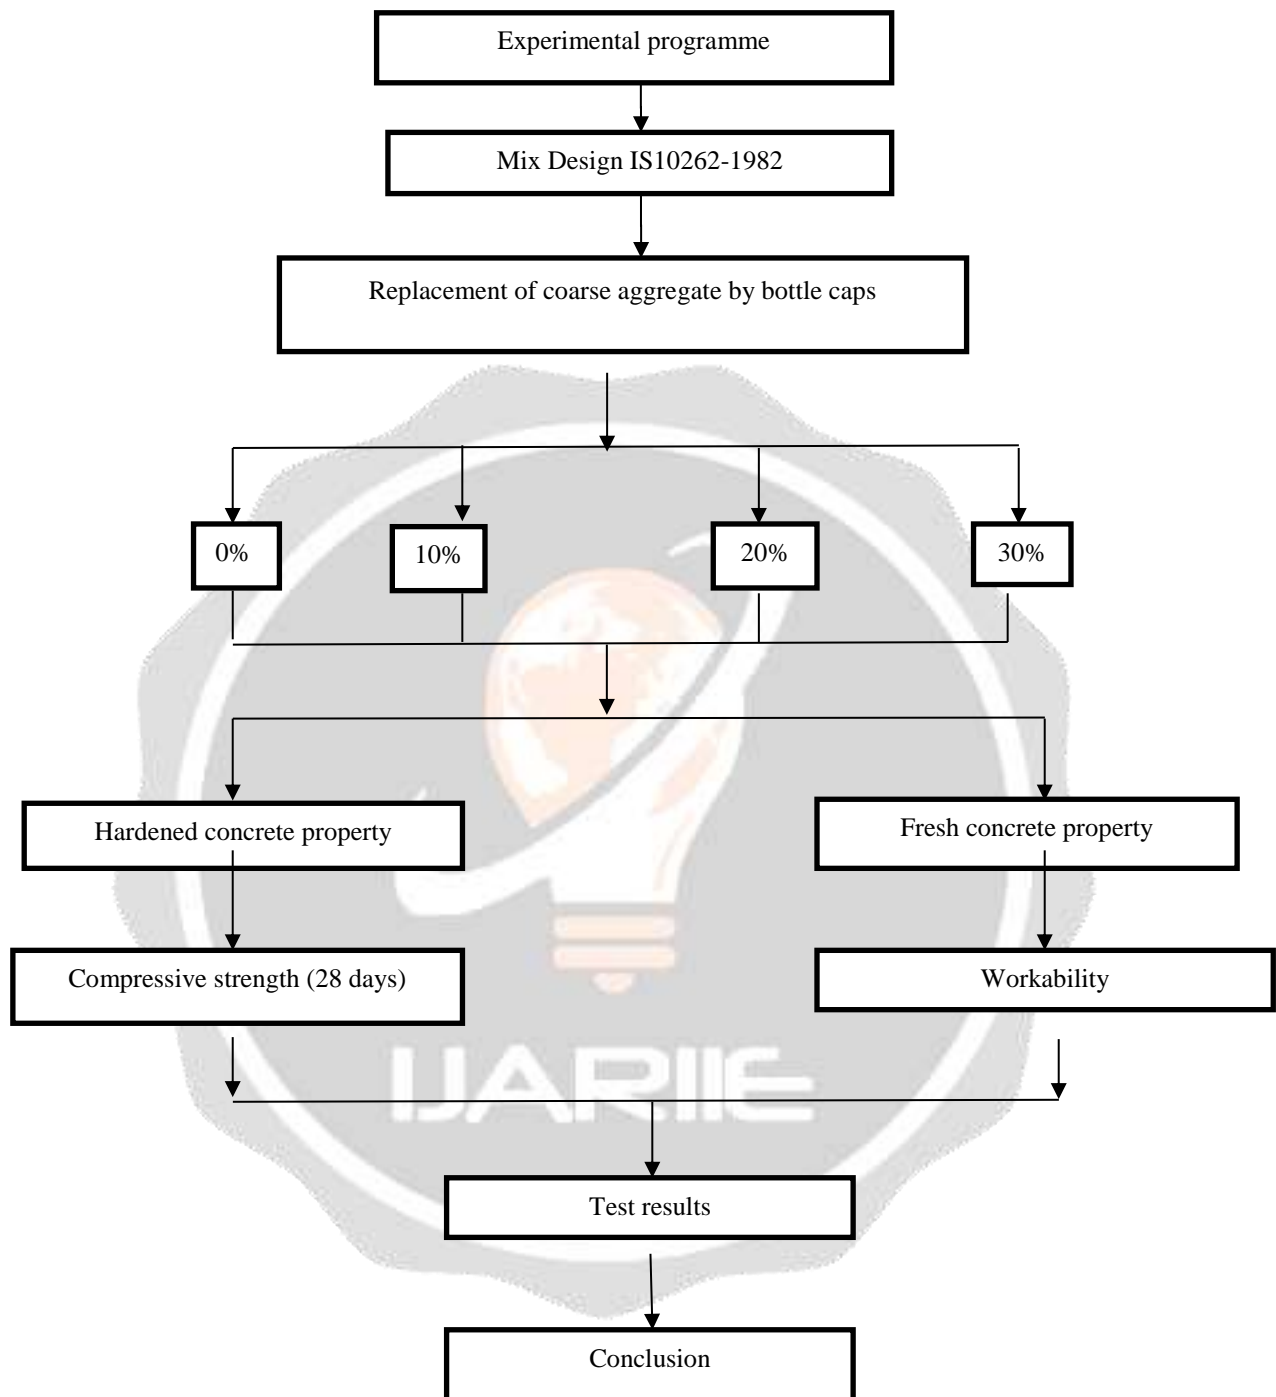 Experimental programme
Mix Design IS10262-1982
Replacement of coarse aggregate by bottle caps
0%
10%
20%
30%
Hardened concrete property
Fresh concrete property
Compressive strength (28 days)
Workability
IJARIIE
Test results
Conclusion